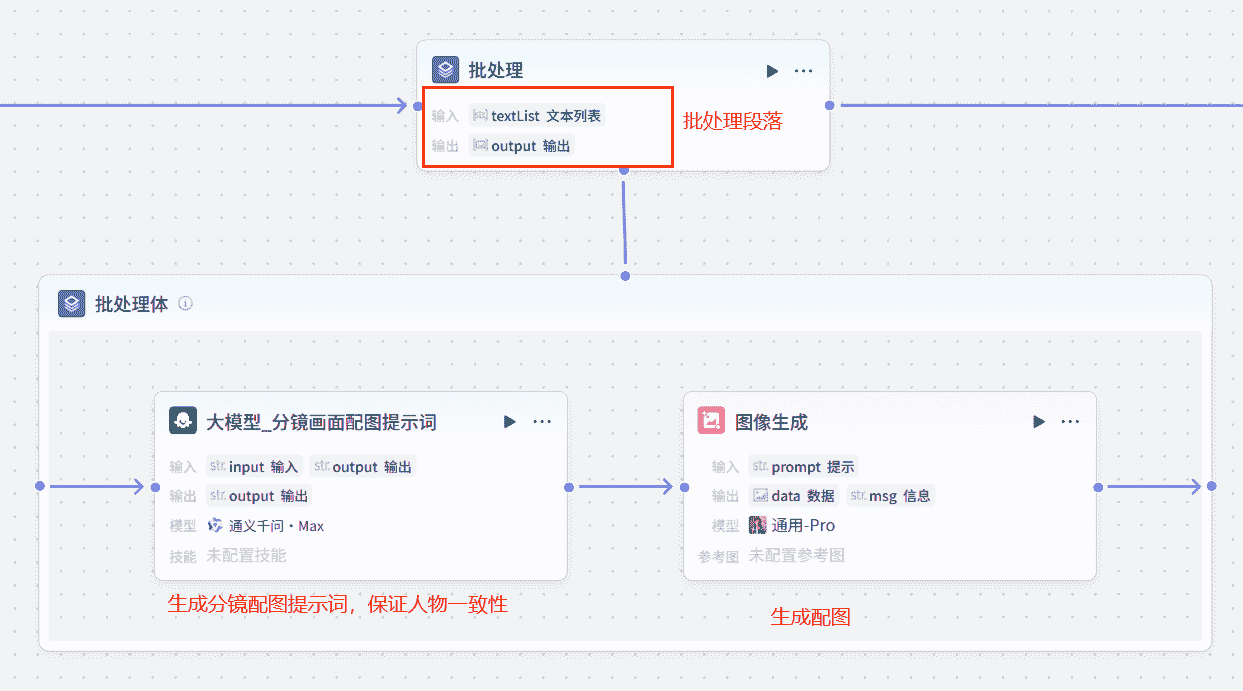 批处理
输入 textList 文本列表
批处理段落
输出 output 输出
批处理体
大模型_分镜画面配图提示词
输入 str. input 输入 str. output 输出
输出 str. output 输出
模型 通义千问·Max
技能 未配置技能
生成分镜配图提示词，保证人物一致性
图像生成
输入 str. prompt 提示
输出 data 数据 str. msg 信息
模型 通用-Pro
参考图 未配置参考图
生成配图